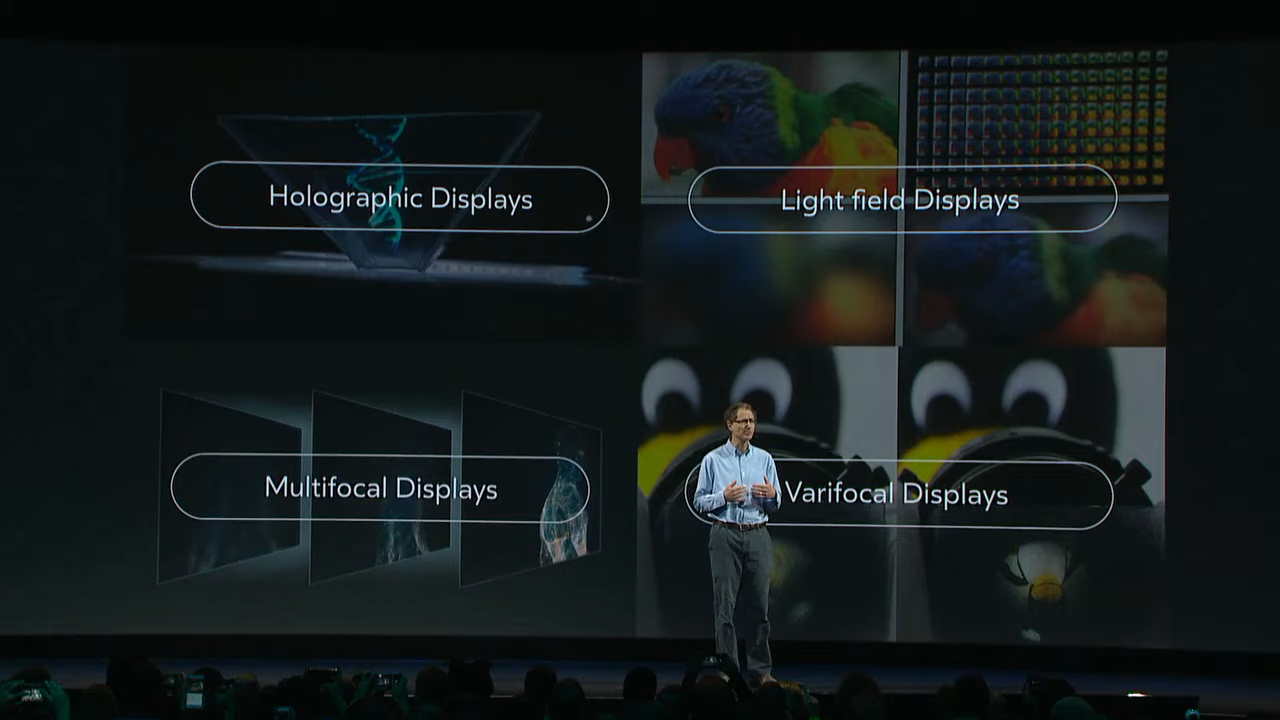 Holographic Displays
Light field Displays
Multifocal Displays
Varifocal Displays